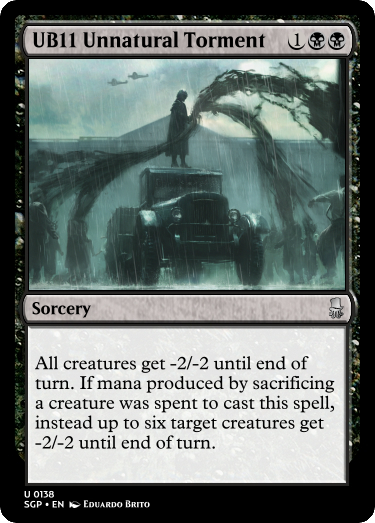 UB11 Unnatural Torment 1
Sorcery
All creatures get -2/-2 until end of
turn. If mana produced by sacrificing
a creature was spent to cast this spell,
instead up to six target creatures get
-2/-2 until end of turn.
U 0138
SGP • EN Eduardo Brito